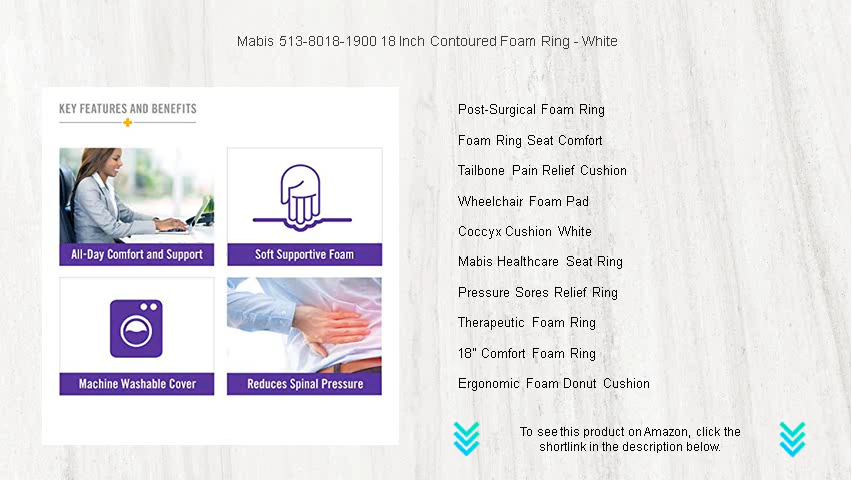 Mabis 513-8018-1900 18 Inch Contoured Foam Ring - White
KEY FEATURES AND BENEFITS
All-Day Comfort and Support
Soft Supportive Foam
Machine Washable Cover
Reduces Spinal Pressure
Post-Surgical Foam Ring
Foam Ring Seat Comfort
Tailbone Pain Relief Cushion
Wheelchair Foam Pad
Coccyx Cushion White
Mabis Healthcare Seat Ring
Pressure Sores Relief Ring
Therapeutic Foam Ring
18" Comfort Foam Ring
Ergonomic Foam Donut Cushion
To see this product on Amazon, click the
shortlink in the description below.